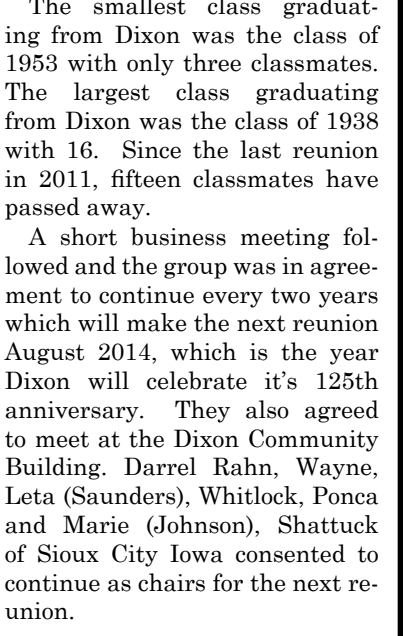 The smallest class graduat-
ing from Dixon was the class of
1953 with only three classmates.
The largest class graduating
from Dixon was the class of 1938
with 16. Since the last reunion
in 2011, fifteen classmates have
passed away.
A short business meeting fol-
lowed and the group was in agree-
ment to continue every two years
which will make the next reunion
August 2014, which is the year
Dixon will celebrate it's 125th
anniversary. They also agreed
to meet at the Dixon Community
Building. Darrel Rahn, Wayne,
Leta (Saunders), Whitlock, Ponca
and Marie (Johnson), Shattuck
of Sioux City Iowa consented to
continue as chairs for the next re-
union.